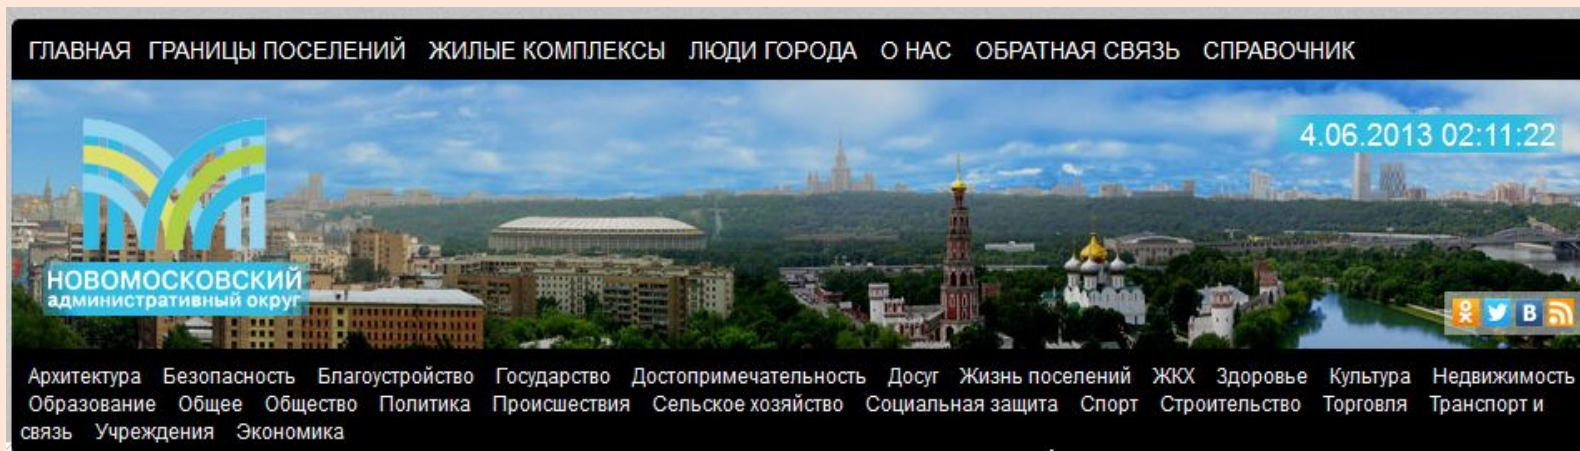 ГЛАВНАЯ ГРАНИЦЫ ПОСЕЛЕНИЙ ЖИЛЫЕ КОМПЛЕКСЫ ЛЮДИ ГОРОДА О НАС ОБРАТНАЯ СВЯЗЬ СПРАВОЧНИК
4.06.2013 02:11:22
НОВОМОСКОВСКИЙ
административный округ
Архитектура Безопасность Благоустройство Государство Достопримечательность Досуг Жизнь поселений ЖКХ Здоровье Культура Недвижимость
Образование Общее Общество Политика Происшествия Сельское хозяйство Социальная защита Спорт Строительство Торговля Транспорт и
связь Учреждения Экономика